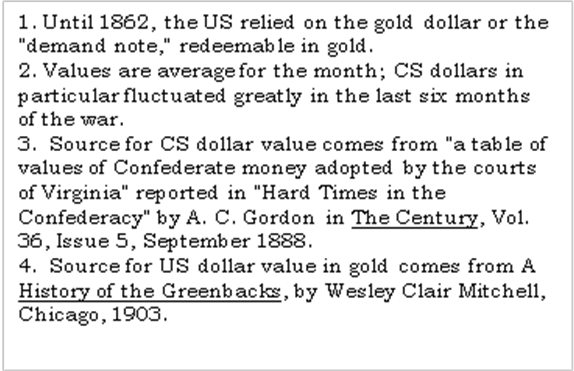 1. Until 1862, the US relied on the gold dollar or the
"demand note," redeemable in gold.
2. Values are average for the month; CS dollars in
particular fluctuated greatly in the last six months
of the war.
3. Source for CS dollar value comes from "a table of
values of Confederate money adopted by the courts
of Virginia" reported in "Hard Times in the
Confederacy" by A. C. Gordon in The Century, Vol.
36, Issue 5, September 1888.
4. Source for US dollar value in gold comes from A
History of the Greenbacks, by Wesley Clair Mitchell,
Chicago, 1903.